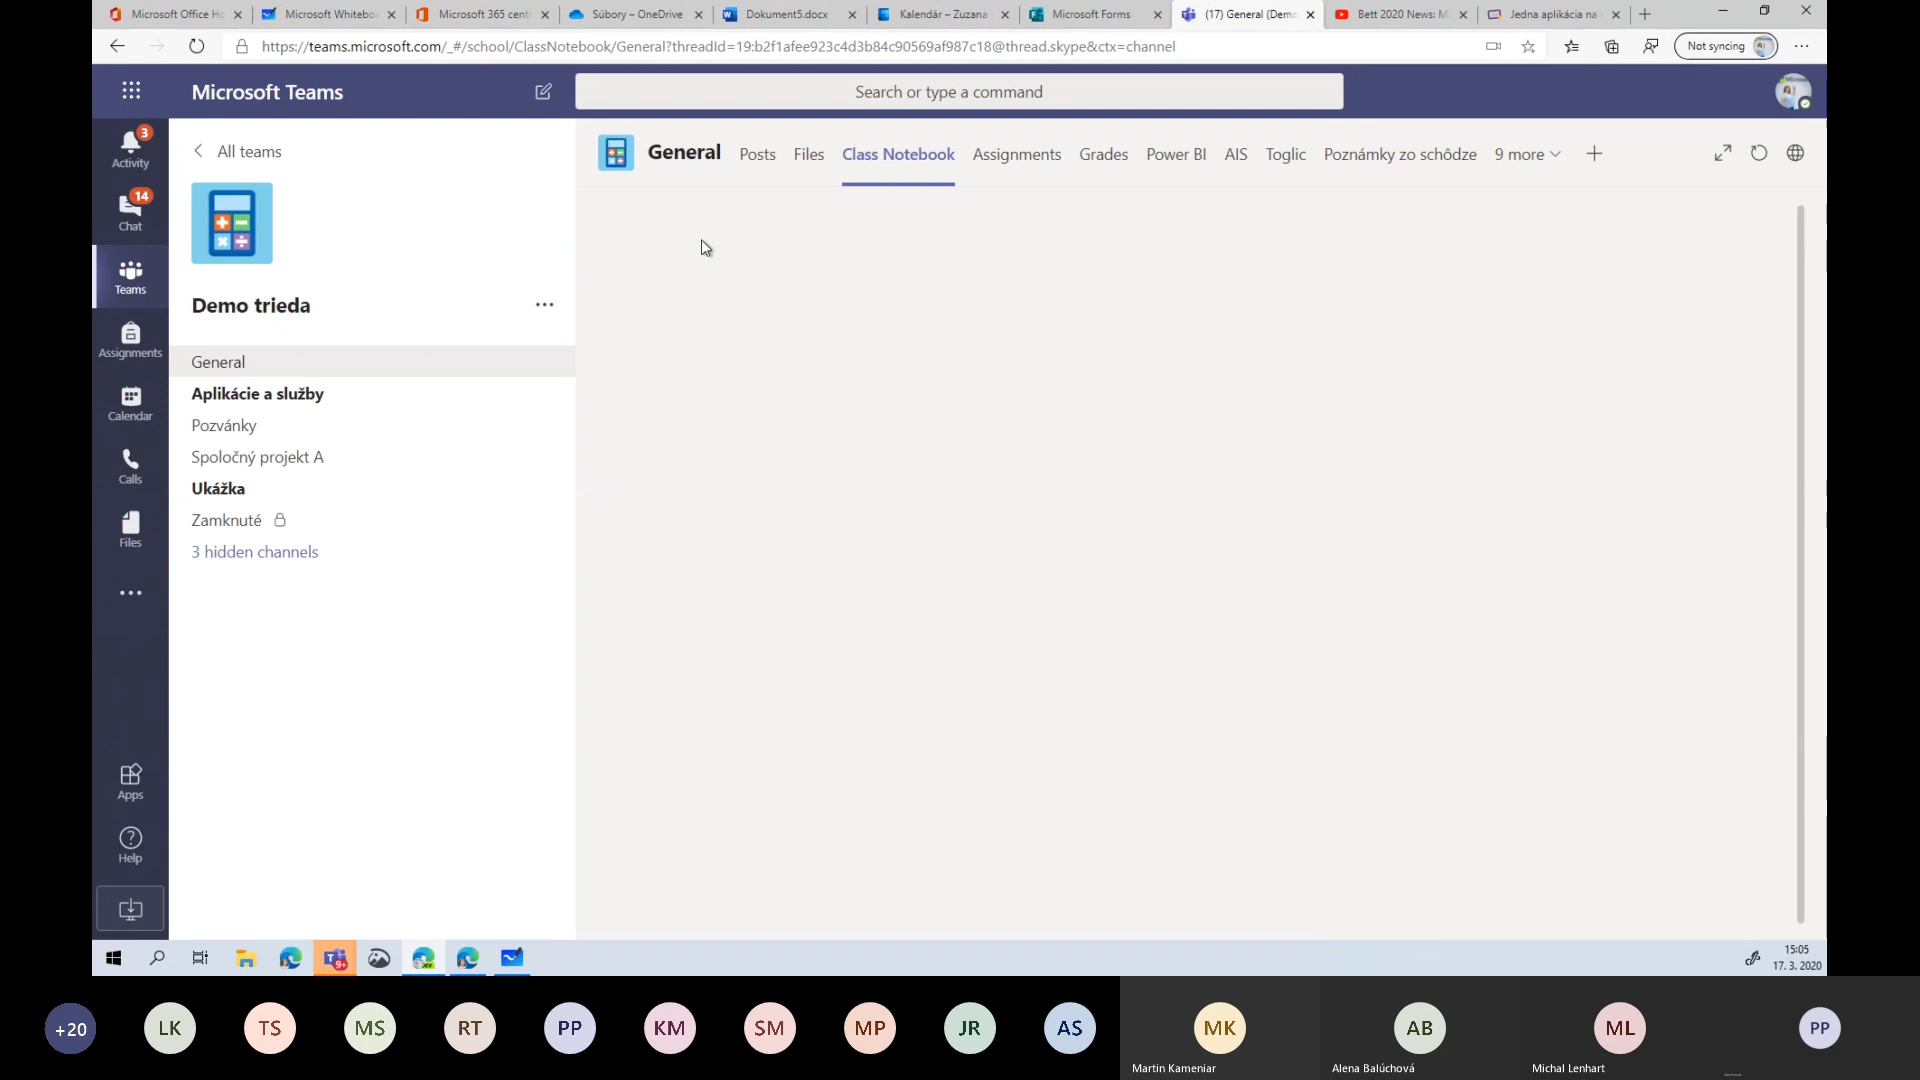 Microsoft Office Ho
Microsoft Whitebo
Microsoft 365 cent
Súbory – OneDrive
Dokument5.docx
Kalendár – Zuzana
Microsoft Forms
(17) General (Demo
Bett 2020 News: M
Jedna aplikácia na v
https://teams.microsoft.com/_#/school/ClassNotebook/General?threadId=19:b2f1afee923c4d3b84c90569af987c18@thread.skype&ctx=channel
Not syncing
Microsoft Teams
Search or type a command
3
Activity
14
Chat
Teams
Assignments
Calendar
Calls
Files
Apps
Help
All teams
Demo trieda
General
Aplikácie a služby
Pozvánky
Spoločný projekt A
Ukážka
Zamknuté
3 hidden channels
General
Posts
Files
Class Notebook
Assignments
Grades
Power BI
AIS
Toglic
Poznámky zo schôdze
9 more
9+
15:05
17. 3. 2020
+20
LK
TS
MS
RT
PP
KM
SM
MP
JR
AS
MK
Martin Kameniar
AB
Alena Balúchová
ML
Michal Lenhart
PP